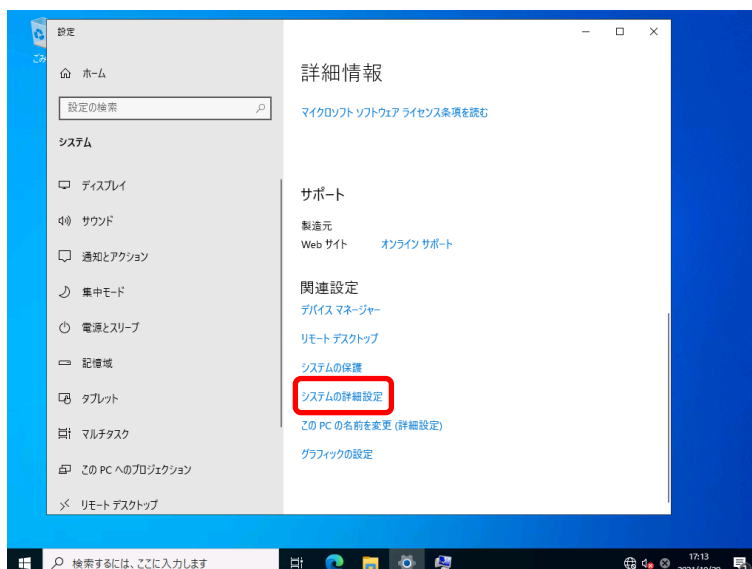 設定
ごみ
ホーム
設定の検索
システム
ディスプレイ
サウンド
通知とアクション
集中モード
電源とスリープ
記憶域
タブレット
マルチタスク
この PC へのプロジェクション
リモート デスクトップ
詳細情報
マイクロソフト ソフトウェア ライセンス条項を読む
サポート
製造元
Web サイト オンライン サポート
関連設定
デバイス マネージャー
リモート デスクトップ
システムの保護
システムの詳細設定
この PC の名前を変更 (詳細設定)
グラフィックの設定
検索するには、ここに入力します
17:13